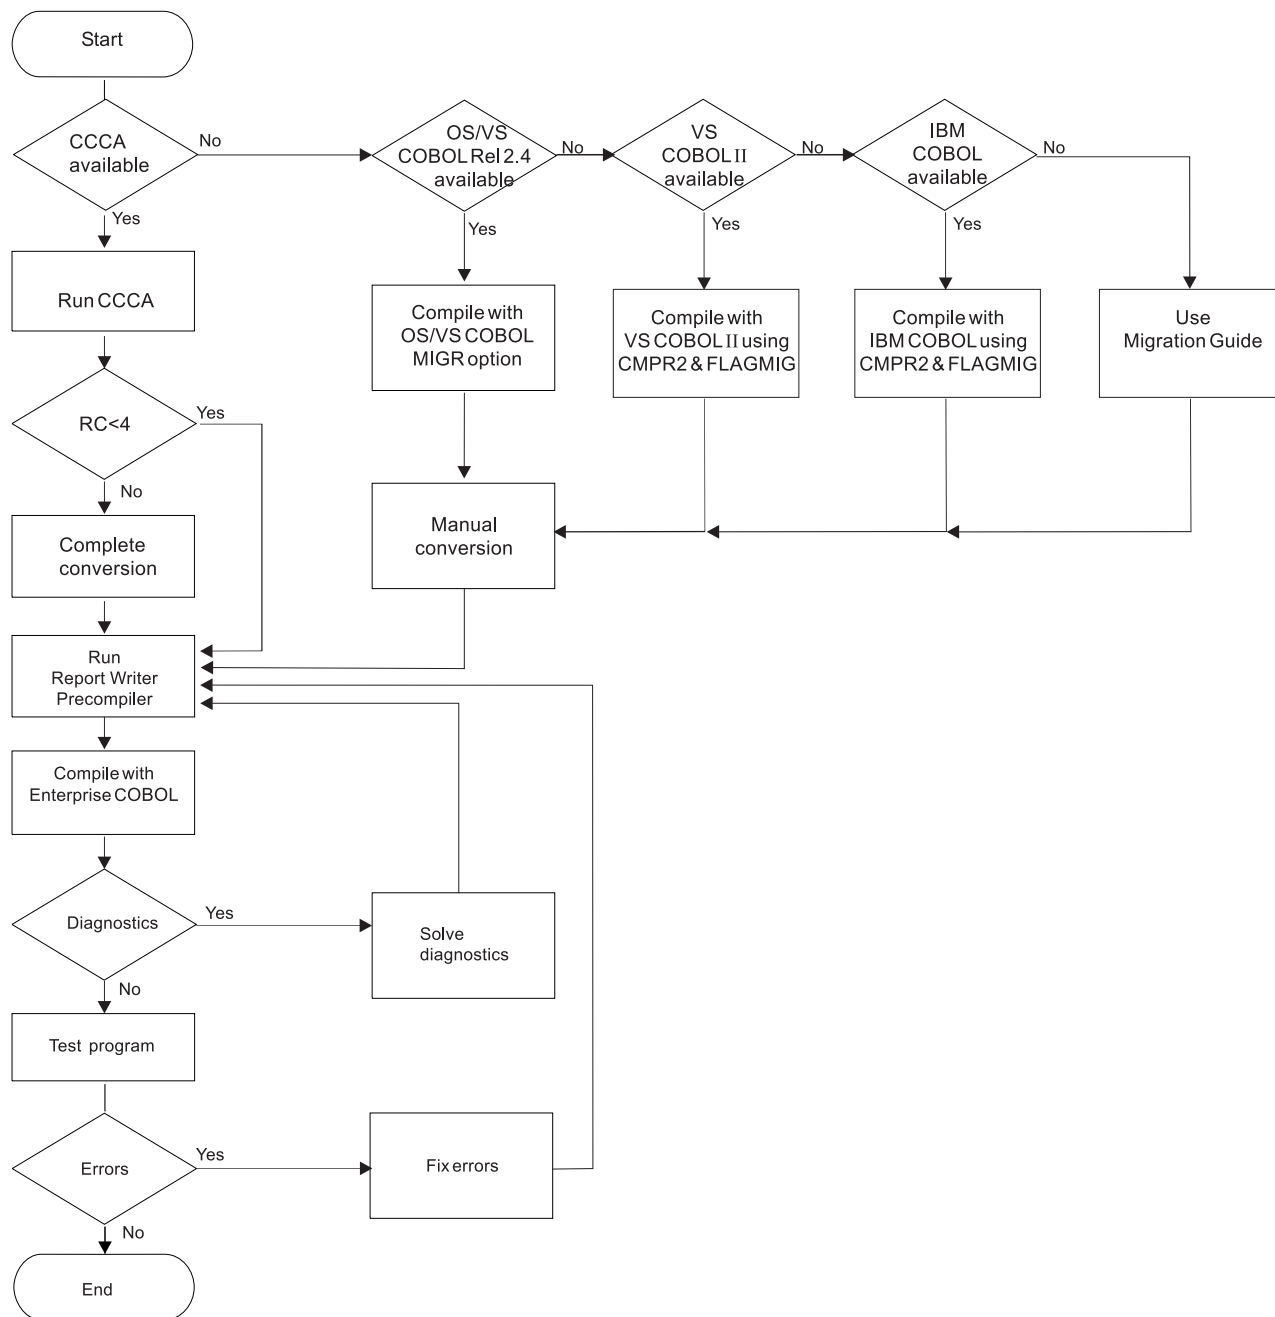 Start
CCCA
available
No
OS/VS
COBOL Rel 2.4
available
No
VS
COBOL II
available
No
IBM
COBOL
available
No
Yes
Yes
Yes
Yes
Run CCCA
Compile with
OS/VS COBOL
MIGR option
Compile with
VS COBOL II using
CMPR2 & FLAGMIG
Compile with
IBM COBOL using
CMPR2 & FLAGMIG
Use
Migration Guide
RC<4
Yes
No
Complete
conversion
Manual
conversion
Run
Report Writer
Precompiler
Compile with
Enterprise COBOL
Diagnostics
Yes
Solve
diagnostics
No
Test program
Errors
Yes
Fix errors
No
End